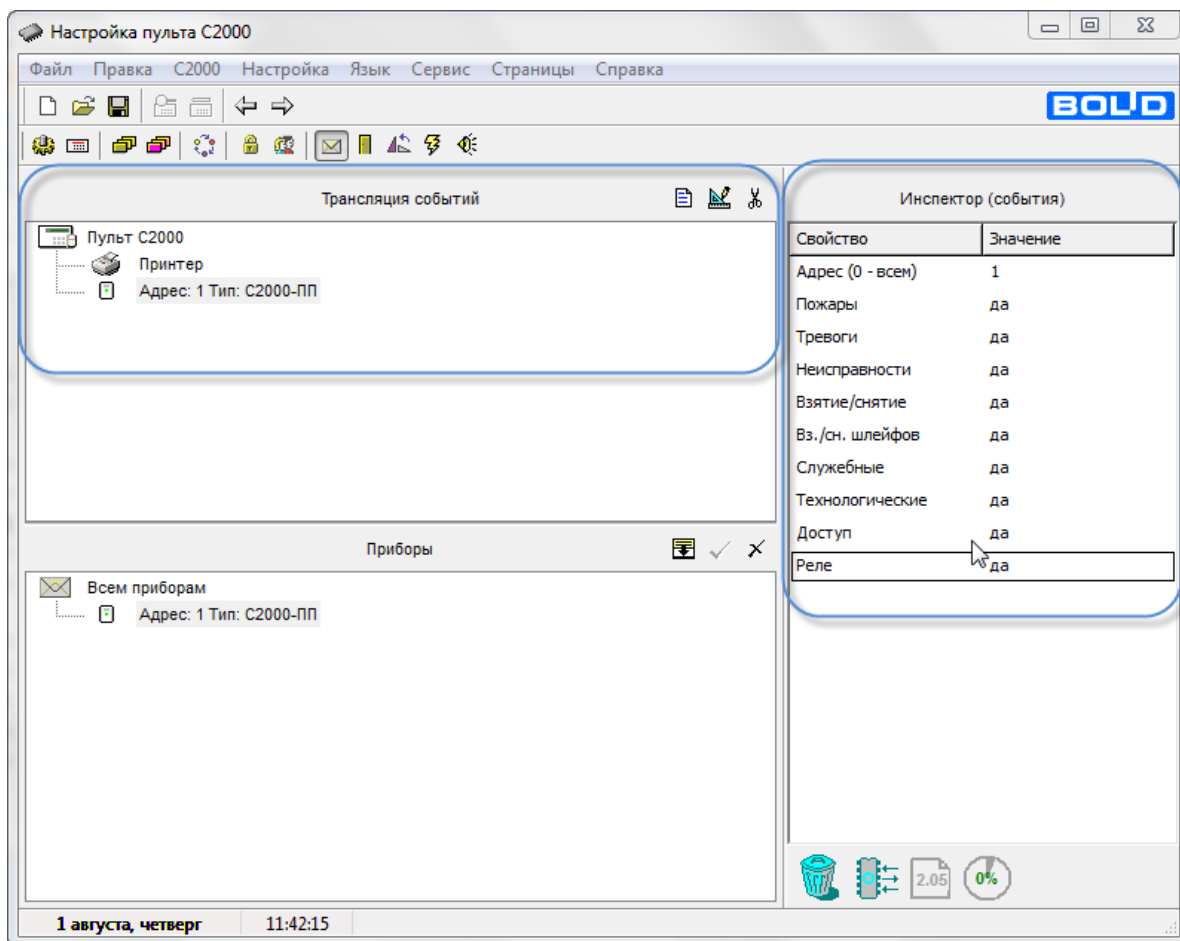 Настройка пульта С2000
Файл Правка С2000 Настройка Язык Сервис Страницы Справка
BOLID
Трансляция событий
Пульт С2000
Принтер
Адрес: 1 Тип: С2000-ПП
Инспектор (события)
Свойство Значение
Адрес (0 - всем) 1
Пожары да
Тревоги да
Неисправности да
Взятие/снятие да
Вз./сн. шлейфов да
Служебные да
Технологические да
Доступ да
Реле да
Приборы
Всем приборам
Адрес: 1 Тип: С2000-ПП
2.05 0%
1 августа, четверг 11:42:15